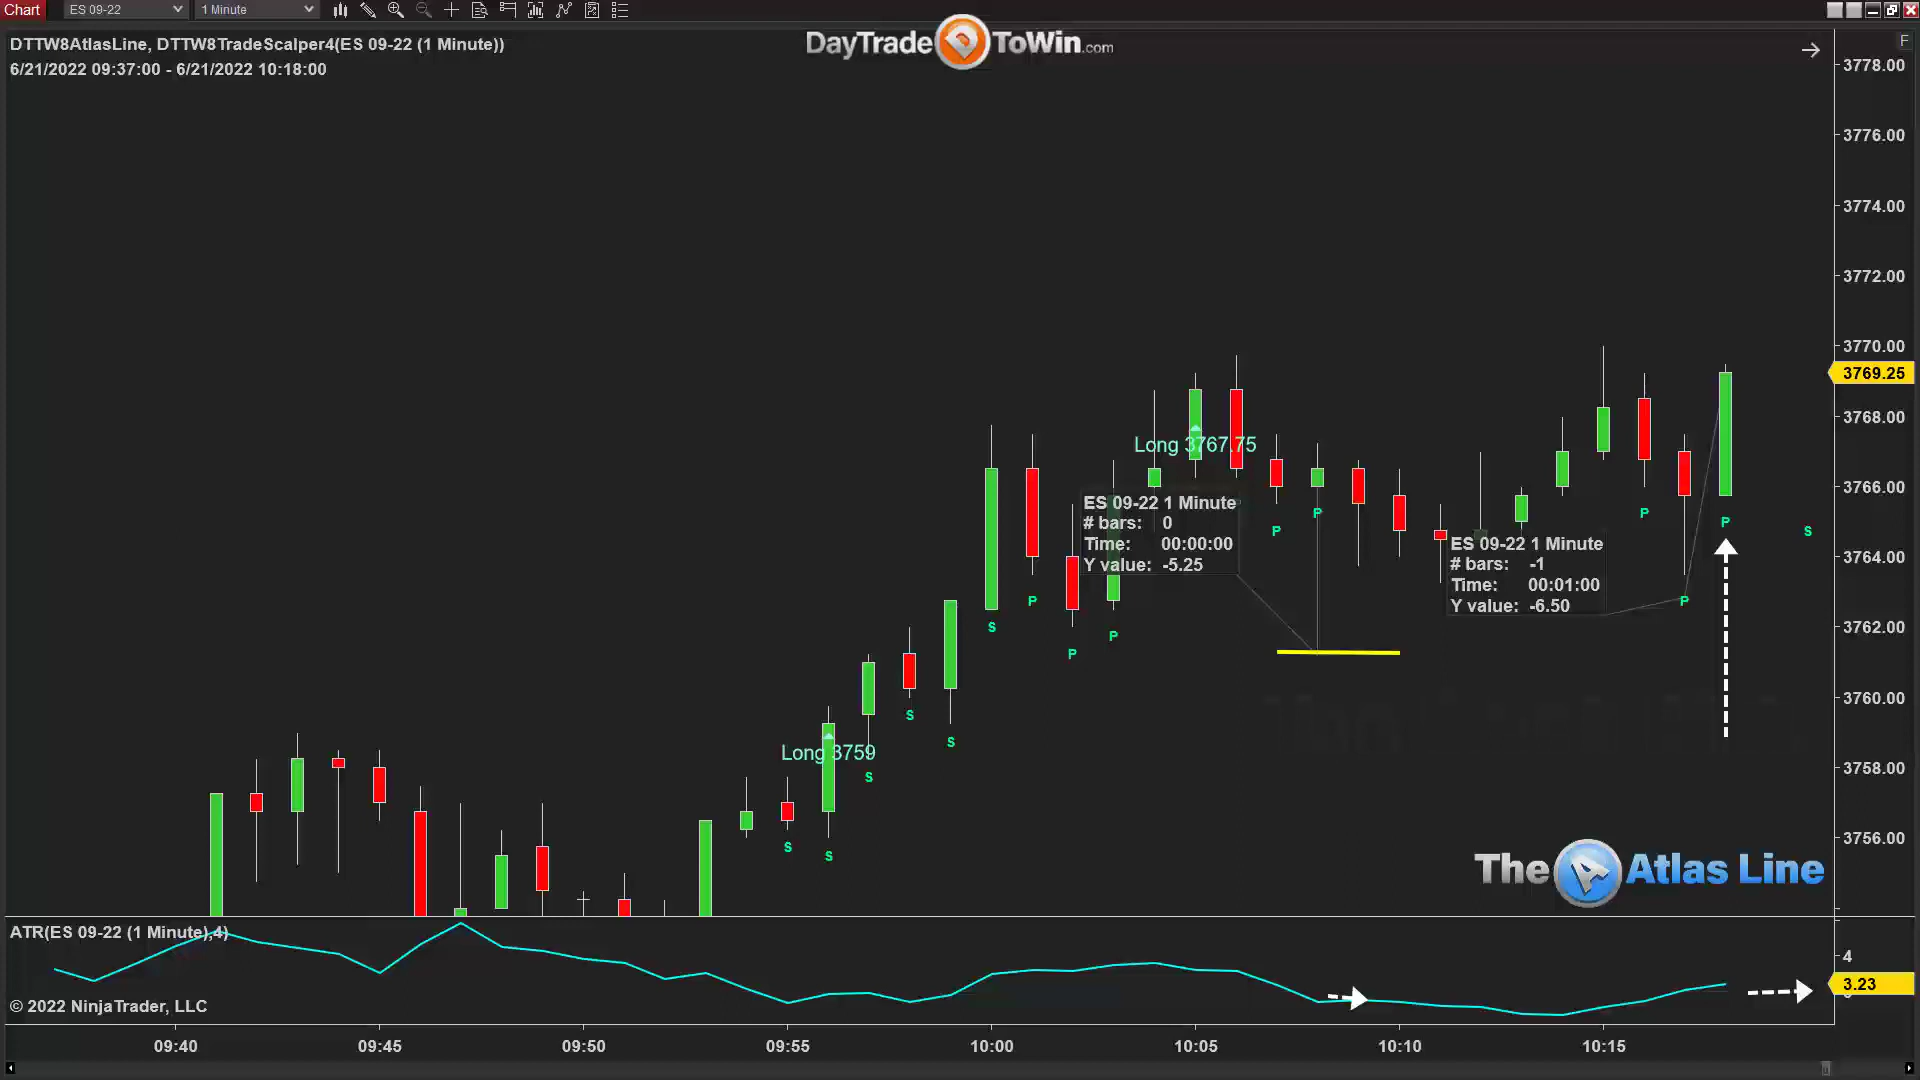 Chart ES 09-22 1 Minute
DTTW8AtlasLine, DTTW8TradeScalper4(ES 09-22 (1 Minute))
6/21/2022 09:37:00 - 6/21/2022 10:18:00
DayTradeToWin.com
F
3778.00
3776.00
3774.00
3772.00
3770.00
3769.25
3768.00
3766.00
3764.00
3762.00
3760.00
3758.00
3756.00
Long 3767.75
ES 09-22 1 Minute
# bars: 0
Time: 00:00:00
Y value: -5.25
ES 09-22 1 Minute
# bars: -1
Time: 00:01:00
Y value: -6.50
Long 3759
S
S
S
S
S
S
P
P
P
P
P
P
P
P
S
The Atlas Line
ATR(ES 09-22 (1 Minute),4)
4
3.23
© 2022 NinjaTrader, LLC
09:40 09:45 09:50 09:55 10:00 10:05 10:10 10:15